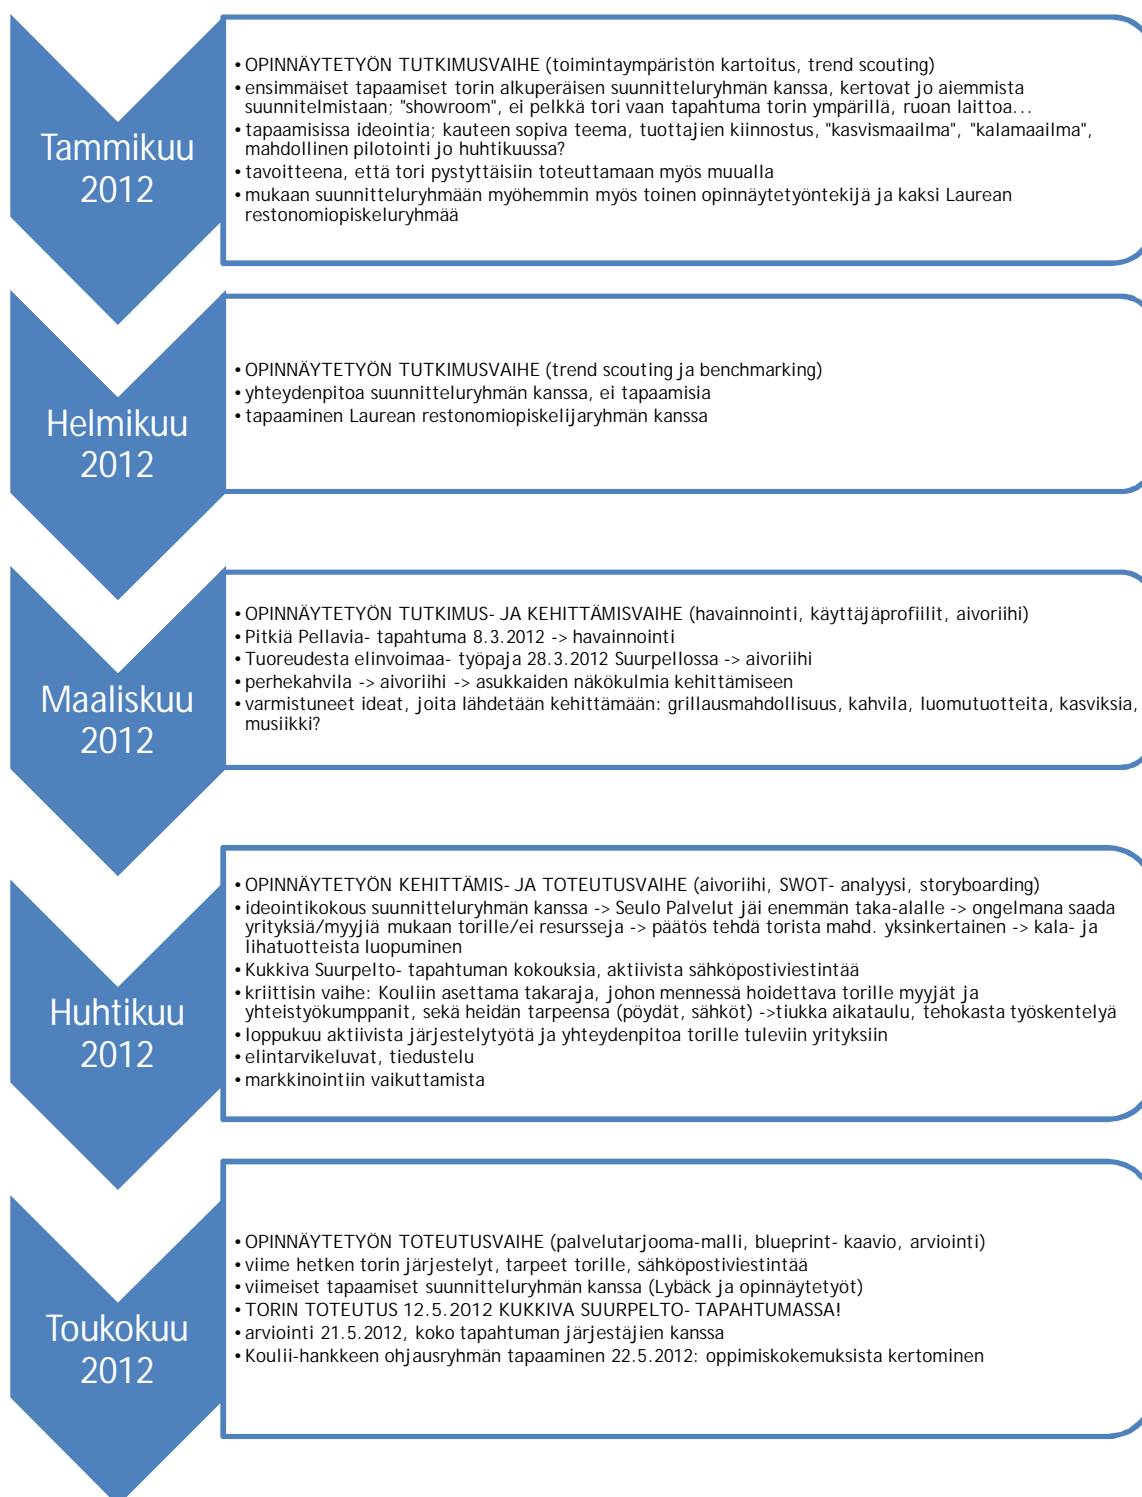 Tammikuu
2012
• OPINNÄYTETYÖN TUTKIMUSVAIHE (toimintaympäristön kartoitus, trend scouting)
• ensimmäiset tapaamiset torin alkuperäisen suunnitteluryhmän kanssa, kertovat jo aiemmista
suunnitelmistaan; "showroom", ei pelkkä tori vaan tapahtuma torin ympärillä, ruoan laittoa...
• tapaamisissa ideointia; kauteen sopiva teema, tuottajien kiinnostus, "kasvismaailma", "kalamaailma",
mahdollinen pilotointi jo huhtikuussa?
• tavoitteena, että tori pystyttäisiin toteuttamaan myös muualla
• mukaan suunnitteluryhmään myöhemmin myös toinen opinnäytetyöntekijä ja kaksi Laurean
restonomiopiskeluryhmää
Helmikuu
2012
• OPINNÄYTETYÖN TUTKIMUSVAIHE (trend scouting ja benchmarking)
• yhteydenpitoa suunnitteluryhmän kanssa, ei tapaamisia
• tapaaminen Laurean restonomiopiskelijaryhmän kanssa
Maaliskuu
2012
• OPINNÄYTETYÖN TUTKIMUS- JA KEHITTÄMISVAIHE (havainnointi, käyttäjäprofiilit, aivoriihi)
• Pitkiä Pellavia- tapahtuma 8.3.2012 -> havainnointi
• Tuoreudesta elinvoimaa- työpaja 28.3.2012 Suurpellossa -> aivoriihi
• perhekahvila -> aivoriihi -> asukkaiden näkökulmia kehittämiseen
• varmistuneet ideat, joita lähdetään kehittämään: grillausmahdollisuus, kahvila, luomutuotteita, kasviksia,
musiikki?
Huhtikuu
2012
• OPINNÄYTETYÖN KEHITTÄMIS- JA TOTEUTUSVAIHE (aivoriihi, SWOT- analyysi, storyboarding)
• ideointikokous suunnitteluryhmän kanssa -> Seulo Palvelut jäi enemmän taka-alalle -> ongelmana saada
yrityksiä/myyjiä mukaan torille/ei resursseja -> päätös tehdä torista mahd. yksinkertainen -> kala- ja
lihatuotteista luopuminen
• Kukkiva Suurpelto- tapahtuman kokouksia, aktiivista sähköpostiviestintää
• kriittisin vaihe: Kouliin asettama takaraja, johon mennessä hoidettava torille myyjät ja
yhteistyökumppanit, sekä heidän tarpeensa (pöydät, sähköt) ->tiukka aikataulu, tehokasta työskentelyä
• loppukuu aktiivista järjestelytyötä ja yhteydenpitoa torille tuleviin yrityksiin
• elintarvikeluvat, tiedustelu
• markkinointiin vaikuttamista
Toukokuu
2012
• OPINNÄYTETYÖN TOTEUTUSVAIHE (palvelutarjooma-malli, blueprint- kaavio, arviointi)
• viime hetken torin järjestelyt, tarpeet torille, sähköpostiviestintää
• viimeiset tapaamiset suunnitteluryhmän kanssa (Lybäck ja opinnäytetyöt)
• TORIN TOTEUTUS 12.5.2012 KUKKIVA SUURPELTO- TAPAHTUMASSA!
• arviointi 21.5.2012, koko tapahtuman järjestäjien kanssa
• Koulii-hankkeen ohjausryhmän tapaaminen 22.5.2012: oppimiskokemuksista kertominen